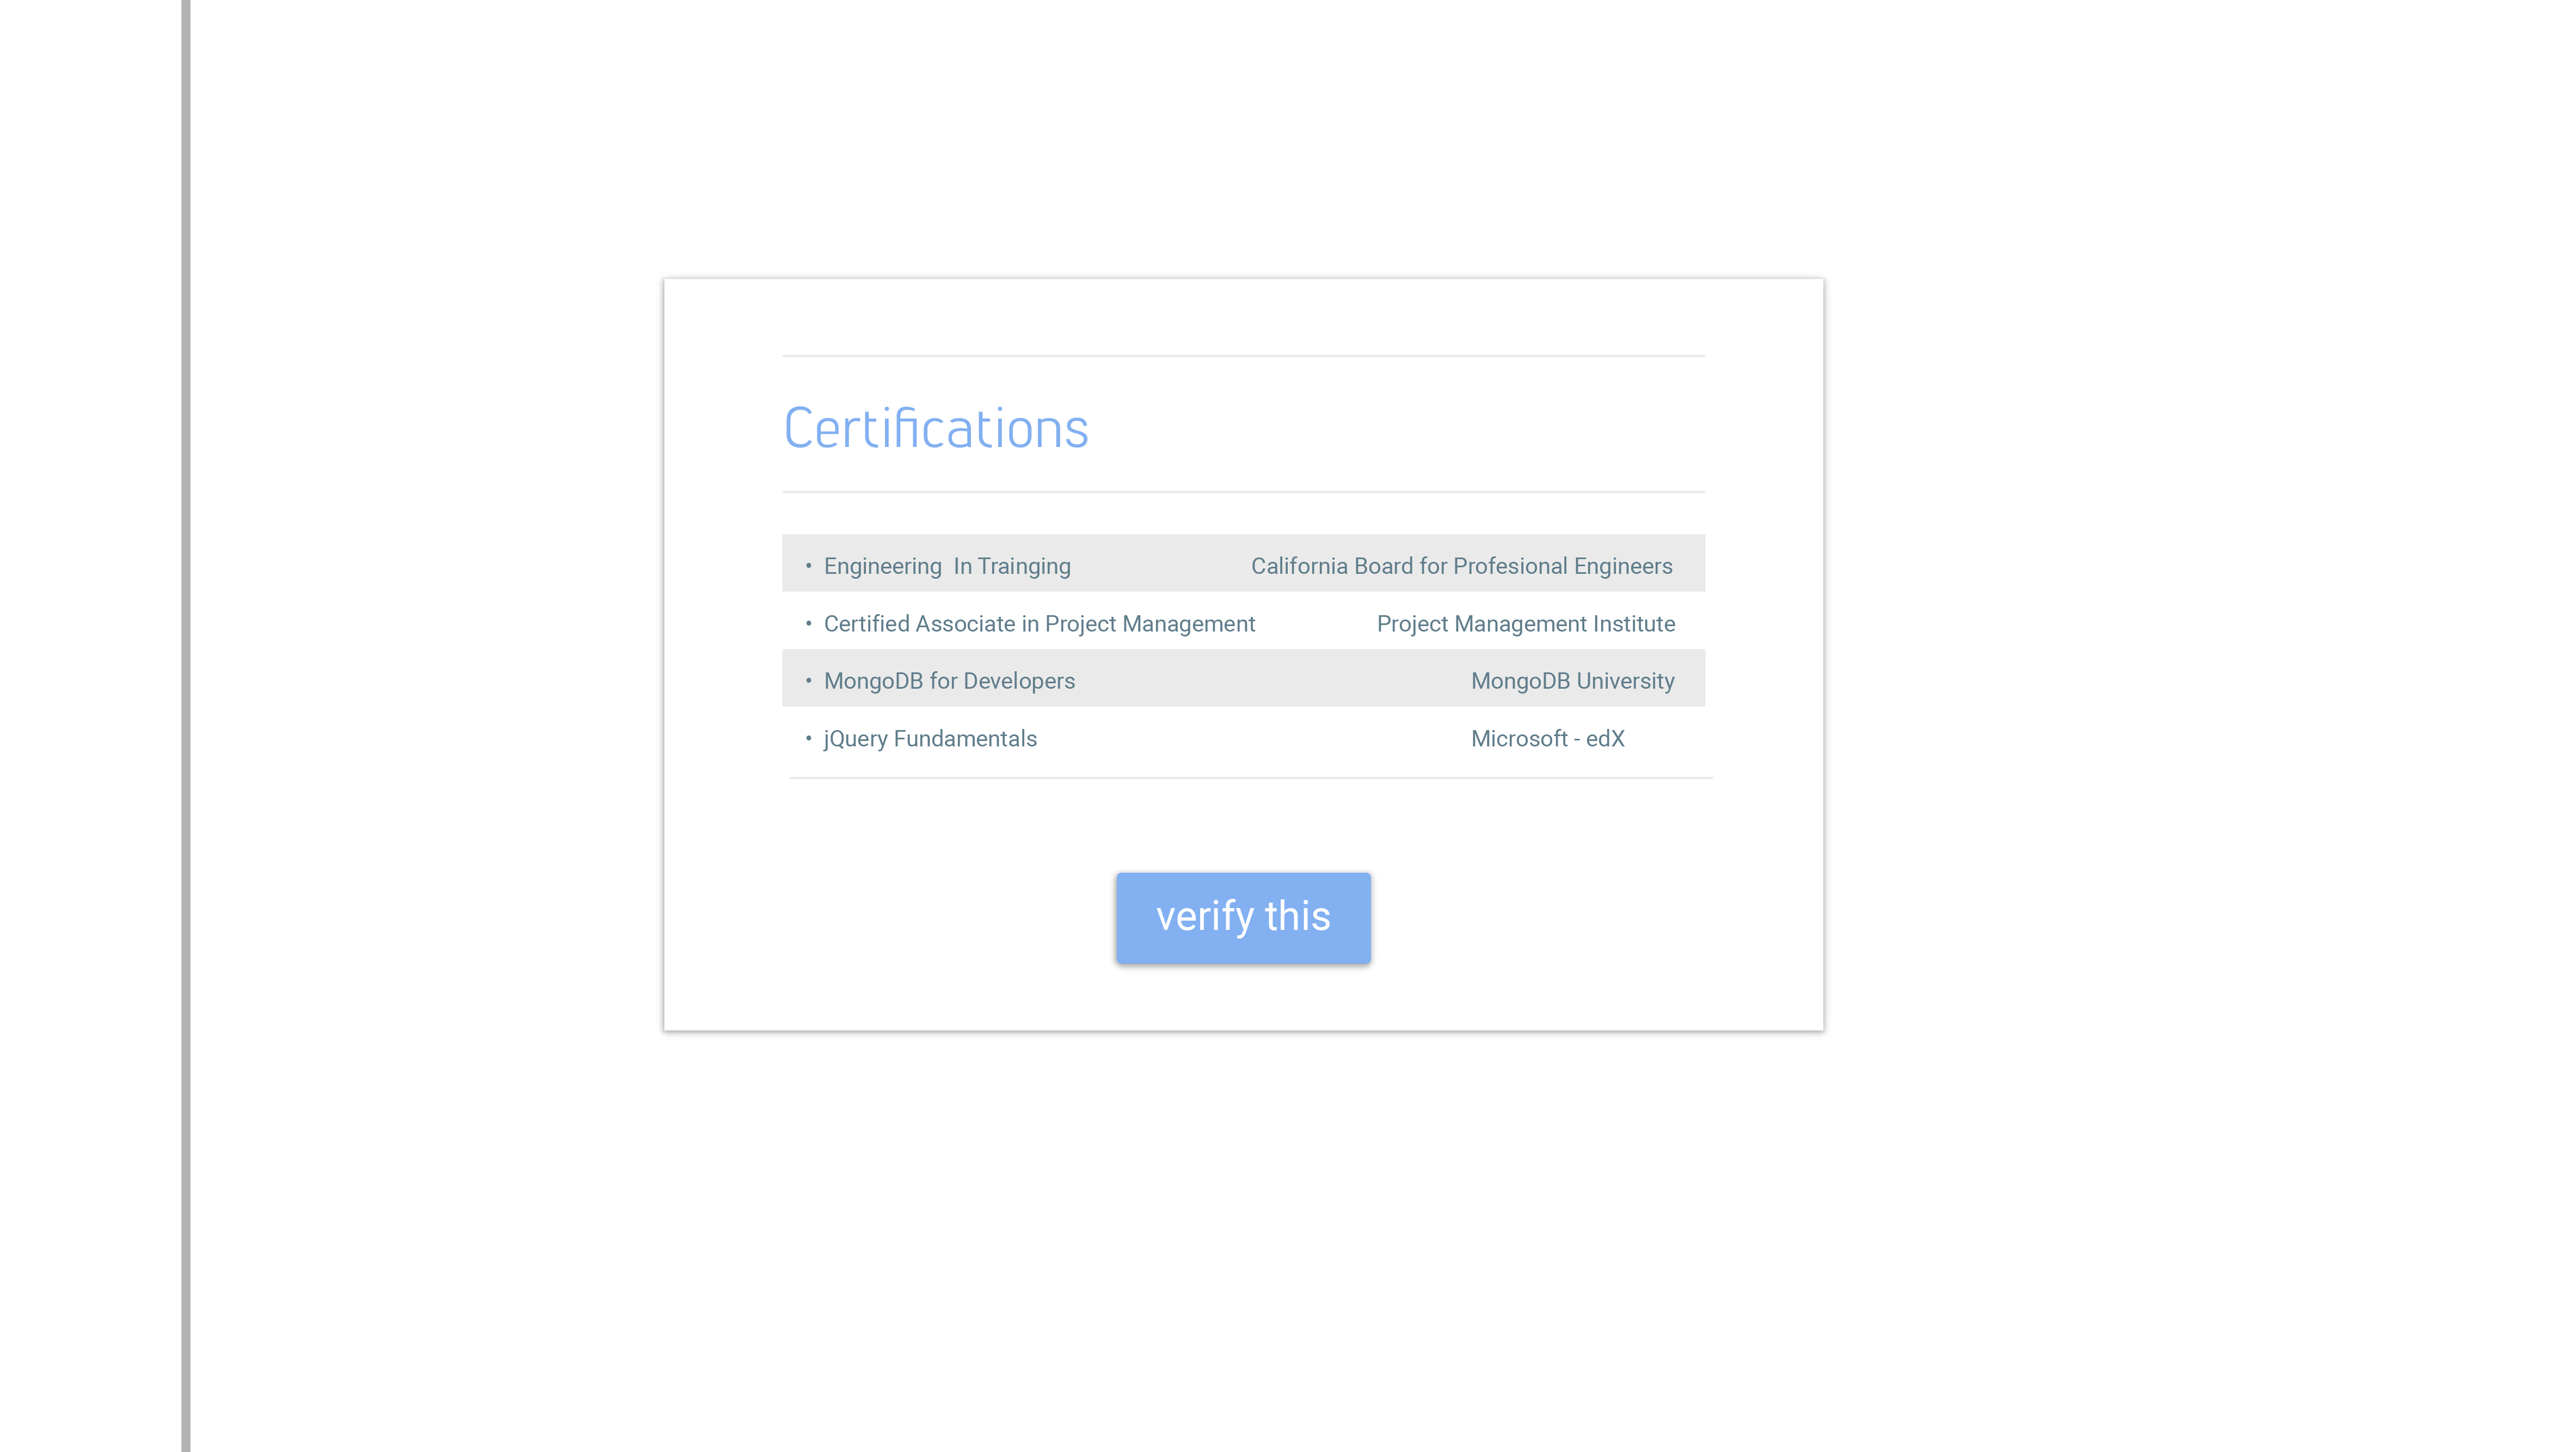 Certifications
• Engineering  In Trainging California Board for Profesional Engineers
• Certified Associate in Project Management Project Management Institute
• MongoDB for Developers MongoDB University
• jQuery Fundamentals Microsoft - edX
verify this